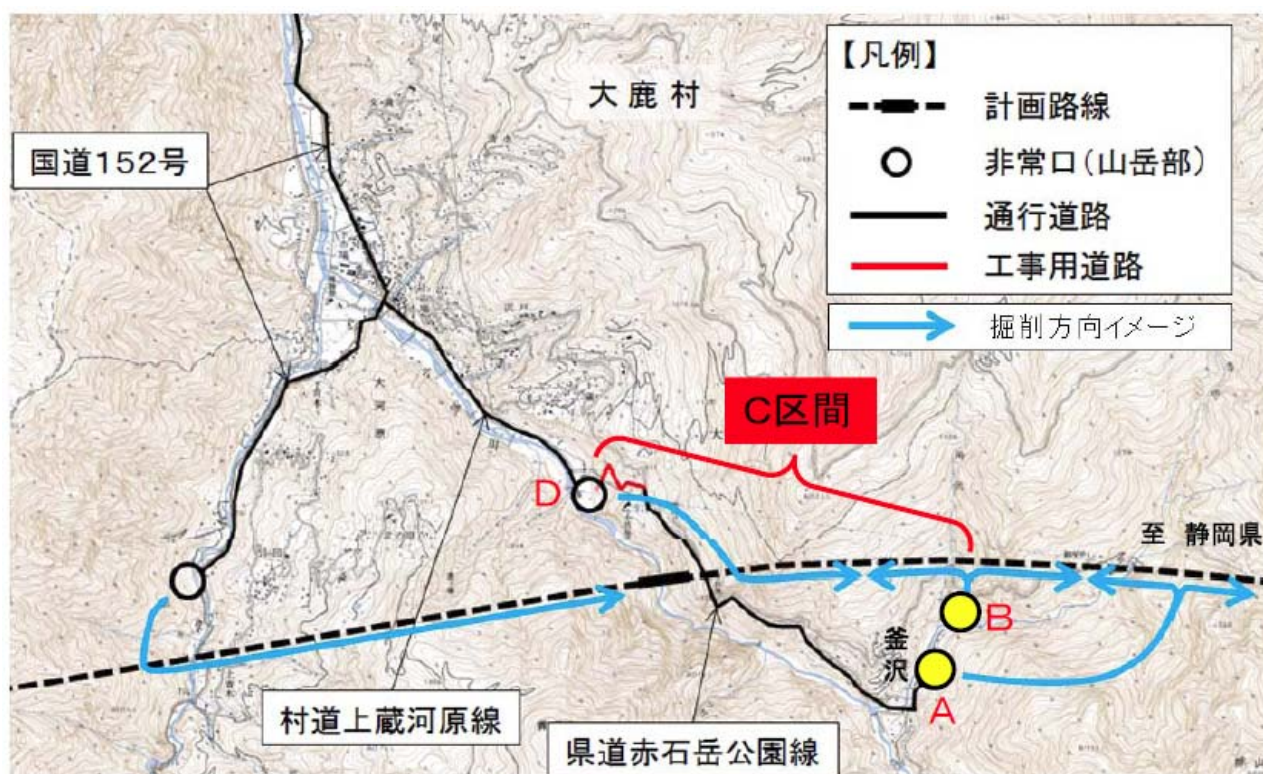 大鹿村
【凡例】
計画路線
非常口(山岳部)
通行道路
工事用道路
掘削方向イメージ
国道152号
C区間
D
至 静岡県
B
釜沢
A
村道上蔵河原線
県道赤石岳公園線